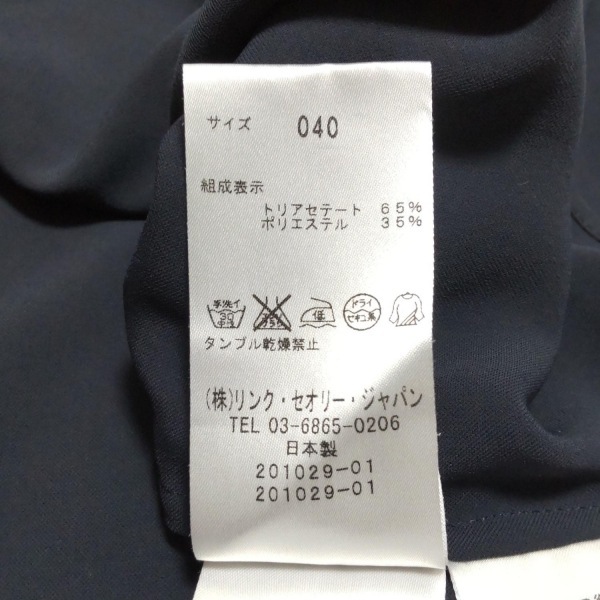 サイズ 040
組成表示
トリアセテート 65%
ポリエステル 35%
手洗イ 30 中性 低 ドライ セキユ系
タンブル乾燥禁止
(株)リンク・セオリー・ジャパン
TEL 03-6865-0206
日本製
201029-01
201029-01